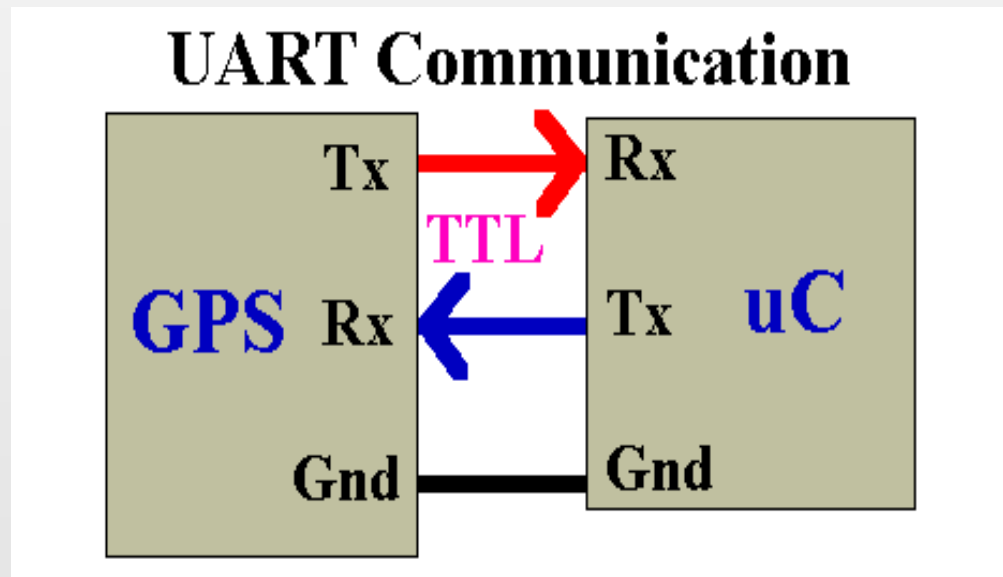 UART Communication
Tx
Rx
TTL
GPS
Rx
Tx
uC
Gnd
Gnd